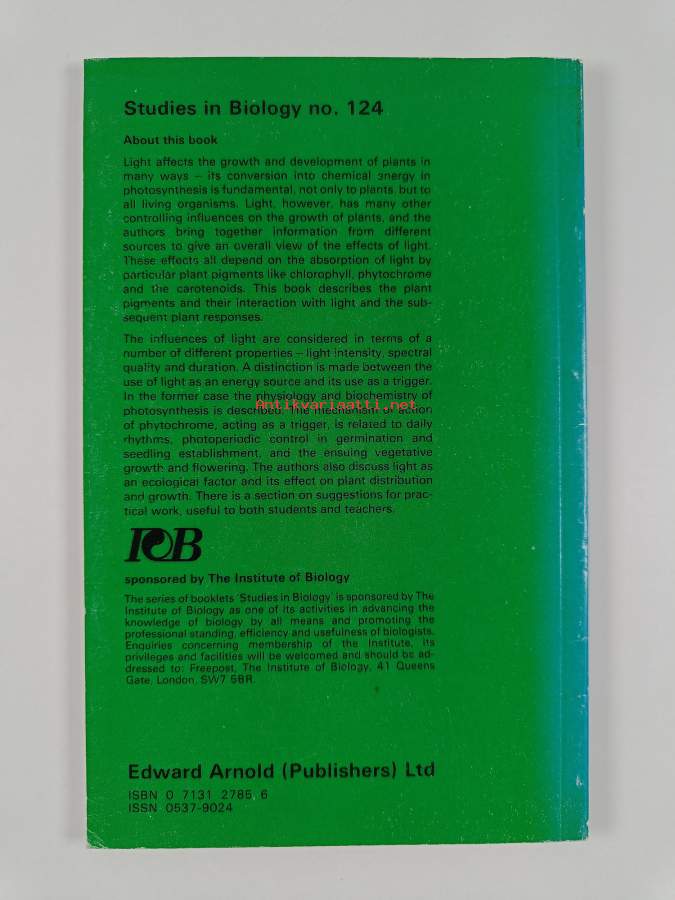 Studies in Biology no. 124
About this book
Light affects the growth and development of plants in
many ways – its conversion into chemical energy in
photosynthesis is fundamental, not only to plants, but to
all living organisms. Light, however, has many other
controlling influences on the growth of plants, and the
authors bring together information from different
sources to give an overall view of the effects of light.
These effects all depend on the absorption of light by
particular plant pigments like chlorophyll, phytochrome
and the carotenoids. This book describes the plant
pigments and their interaction with light and the sub-
sequent plant responses.
The influences of light are considered in terms of a
number of different properties – light intensity, spectral
quality and duration. A distinction is made between the
use of light as an energy source and its use as a trigger.
In the former case the physiology and biochemistry of
Antikvariaatti.net
photosynthesis is described. The mechanism of action
of phytochrome, acting as a trigger, is related to daily
rhythms, photoperiodic control in germination and
seedling establishment, and the ensuing vegetative
growth and flowering. The authors also discuss light as
an ecological factor and its effect on plant distribution
and growth. There is a section on suggestions for prac-
tical work, useful to both students and teachers.
IOB
sponsored by The Institute of Biology
The series of booklets 'Studies in Biology' is sponsored by The
Institute of Biology as one of its activities in advancing the
knowledge of biology by all means and promoting the
professional standing, efficiency and usefulness of biologists.
Enquiries concerning membership of the Institute, its
privileges and facilities will be welcomed and should be ad-
dressed to: Freepost, The Institute of Biology, 41 Queens
Gate, London, SW7 5BR.
Edward Arnold (Publishers) Ltd
ISBN 0 7131 2785 6
ISSN 0537-9024